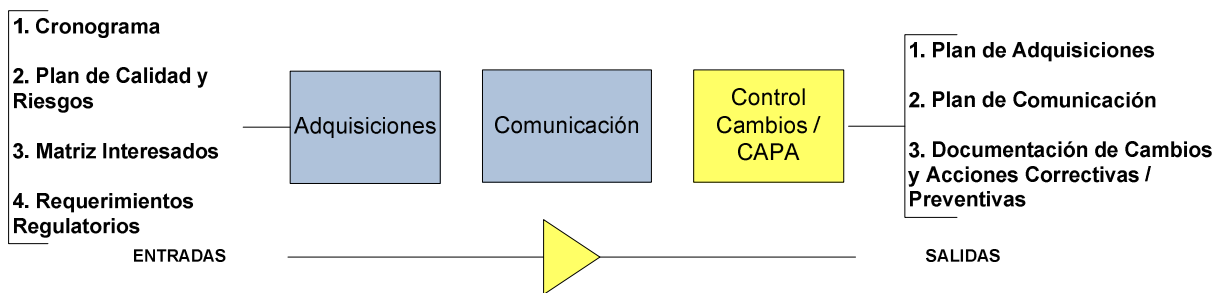 1. Cronograma
2. Plan de Calidad y
Riesgos
3. Matriz Interesados
4. Requerimientos
Regulatorios
Adquisiciones
Comunicación
Control
Cambios /
CAPA
1. Plan de Adquisiciones
2. Plan de Comunicación
3. Documentación de Cambios
y Acciones Correctivas /
Preventivas
ENTRADAS
SALIDAS